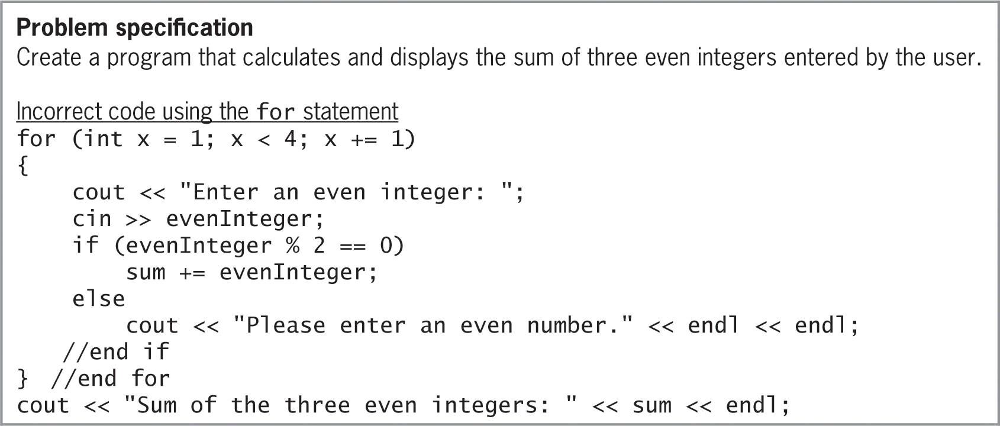 Problem specification
Create a program that calculates and displays the sum of three even integers entered by the user.
Incorrect code using the for statement
for (int x = 1; x < 4; x += 1)
{
    cout << "Enter an even integer: ";
    cin >> evenInteger;
    if (evenInteger % 2 == 0)
        sum += evenInteger;
    else
        cout << "Please enter an even number." << endl << endl;
    //end if
} //end for
cout << "Sum of the three even integers: " << sum << endl;